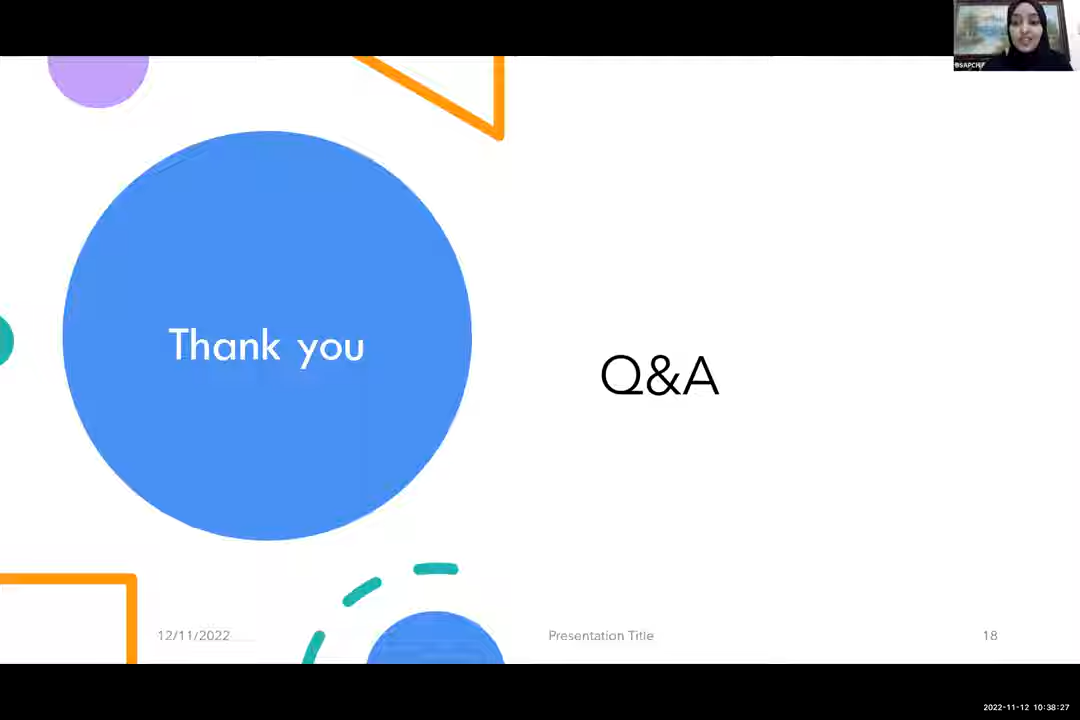 Thank you
Q&A
12/11/2022
Presentation Title
18
2022-11-12 10:38:27